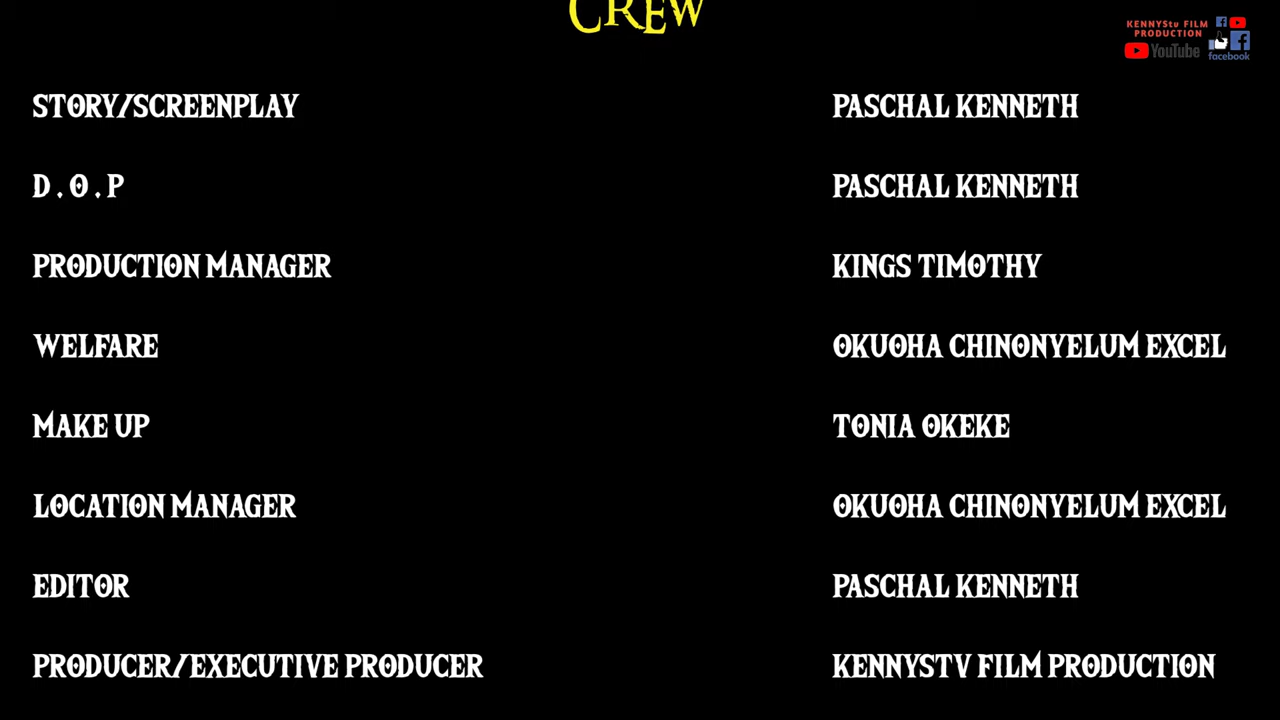 CREW
KENNYStv FILM
PRODUCTION
YouTube
facebook
STORY/SCREENPLAY PASCHAL KENNETH
D . O . P PASCHAL KENNETH
PRODUCTION MANAGER KINGS TIMOTHY
WELFARE OKUOHA CHINONYELUM EXCEL
MAKE UP TONIA OKEKE
LOCATION MANAGER OKUOHA CHINONYELUM EXCEL
EDITOR PASCHAL KENNETH
PRODUCER/EXECUTIVE PRODUCER KENNYSTV FILM PRODUCTION